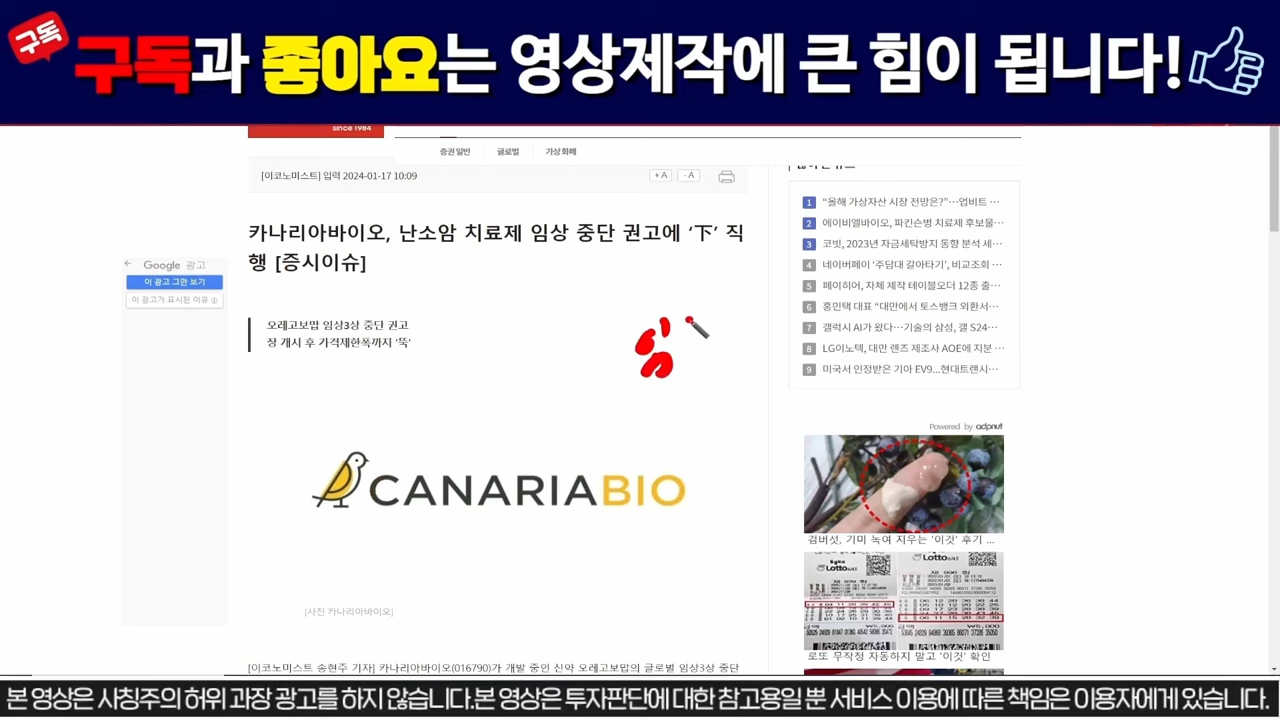 구독
구독과 좋아요는 영상제작에 큰 힘이 됩니다!
since 1984
증권 일반
글로벌
가상 화폐
[이코노미스트] 입력 2024-01-17 10:09
+ A
- A
카나리아바이오, 난소암 치료제 임상 중단 권고에 ‘下’ 직
행 [증시이슈]
Google 광고
이 광고 그만 보기
이 광고가 표시된 이유
오레고보맙 임상3상 중단 권고
장 개시 후 가격제한폭까지 '뚝'
CANARIABIO
[사진 카나리아바이오]
노미스트 송현주 기자] 카나리아바이오(016790)가 개발 중인 신약 오레고보맙의 글로벌 임상3상 중단
1 “올해 가상자산 시장 전망은?”…업비트 …
2 에이비엘바이오, 파킨슨병 치료제 후보물…
3 코빗, 2023년 자금세탁방지 동향 분석 세…
4 네이버페이 ‘주담대 갈아타기’, 비교조회 …
5 페이히어, 자체 제작 테이블오더 12종 출…
6 홍민택 대표 “대만에서 토스뱅크 외환서…
7 갤럭시 AI가 왔다…기술의 삼성, 갤 S24…
8 LG이노텍, 대만 렌즈 제조사 AOE에 지분 …
9 미국서 인정받은 기아 EV9...현대트랜시…
Powered by adpnut
검버섯, 기미 녹여 지우는 '이것' 후기 ...
Lotto 6/45
Lotto 6/45
₩5,000
₩5,000
로또 무작정 자동하지 말고 '이것' 확인
본 영상은 사칭주의 허위 과장 광고를 하지 않습니다.본 영상은 투자판단에 대한 참고용일 뿐 서비스 이용에 따른 책임은 이용자에게 있습니다.